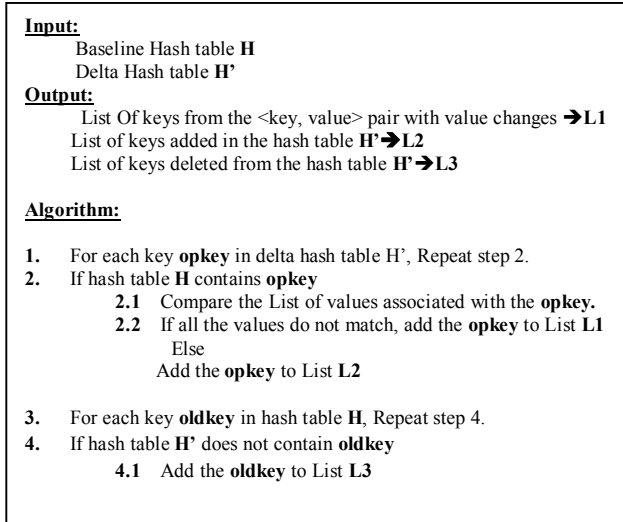 Input:
Baseline Hash table H
Delta Hash table H’
Output:
List Of keys from the <key, value> pair with value changes ➔L1
List of keys added in the hash table H’➔L2
List of keys deleted from the hash table H’➔L3
Algorithm:
1. For each key opkey in delta hash table H’, Repeat step 2.
2. If hash table H contains opkey
2.1 Compare the List of values associated with the opkey.
2.2 If all the values do not match, add the opkey to List L1
Else
Add the opkey to List L2
3. For each key oldkey in hash table H, Repeat step 4.
4. If hash table H’ does not contain oldkey
4.1 Add the oldkey to List L3